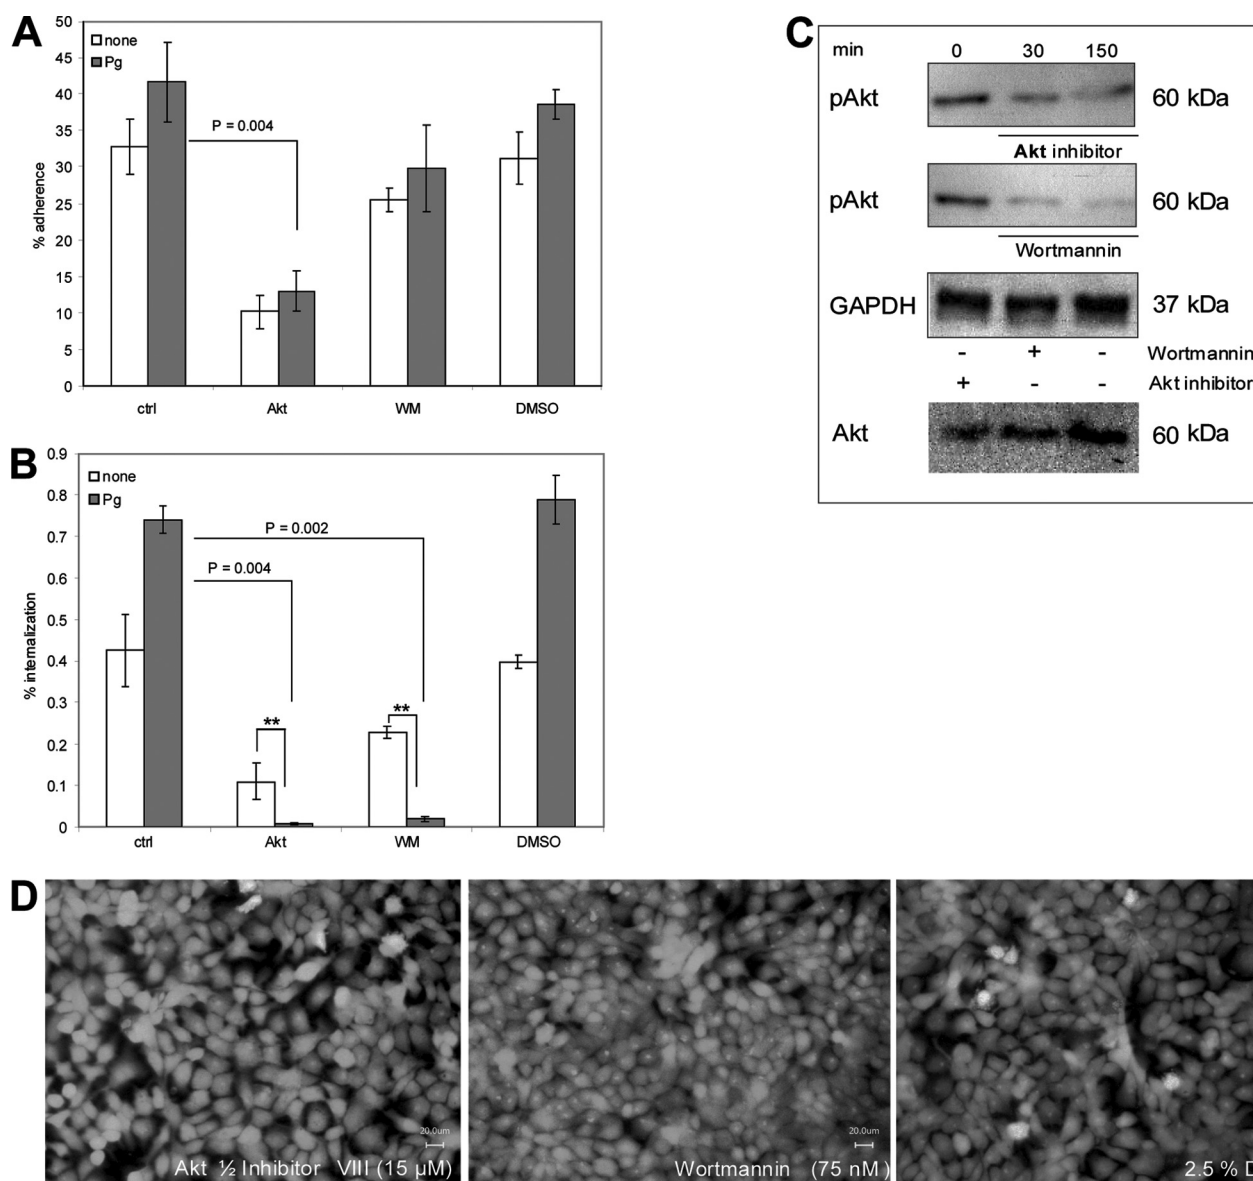 A
50
45
40
35
30
25
20
15
10
5
0
% adherence
none
Pg
P = 0.004
ctrl
Akt
WM
DMSO
B
0.9
0.8
0.7
0.6
0.5
0.4
0.3
0.2
0.1
0
% internalization
none
Pg
P = 0.002
P = 0.004
**
**
ctrl
Akt
WM
DMSO
C
min 0 30 150
pAkt 60 kDa
Akt inhibitor
pAkt 60 kDa
Wortmannin
GAPDH 37 kDa
- + - Wortmannin
+ - - Akt inhibitor
Akt 60 kDa
D
20.0um
Akt ½ Inhibitor VIII (15 µM)
20.0um
Wortmannin (75 nM)
2.5 % D